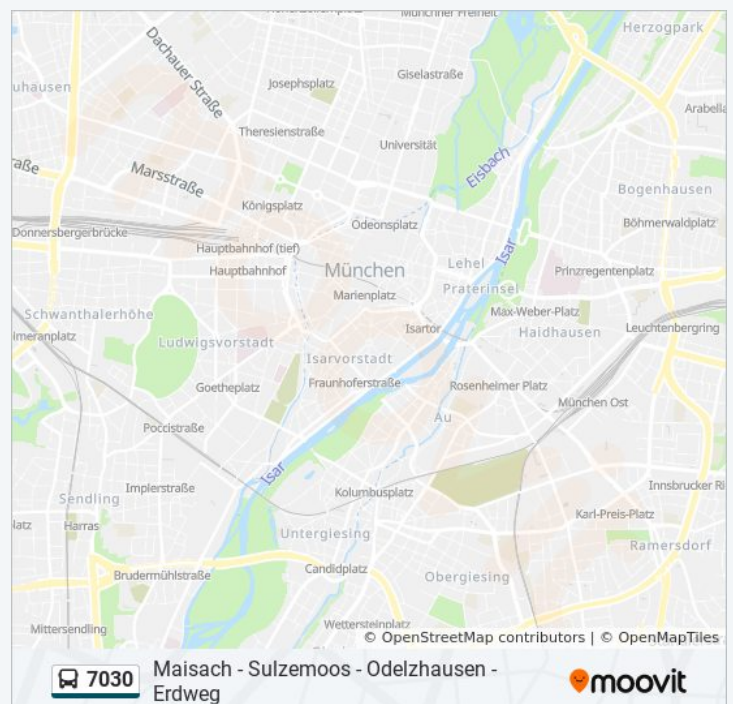 Münchner Freiheit
Herzogpark
Dachauer Straße
Giselastraße
Josephsplatz
Arabella
Theresienstraße
Universität
Eisbach
Marsstraße
Bogenhausen
Königsplatz
Böhmerwaldplatz
Odeonsplatz
Donnersbergerbrücke
Hauptbahnhof (tief)
Isar
Lehel
Hauptbahnhof
München
Prinzregentenplatz
Praterinsel
Marienplatz
Max-Weber-Platz
Schwanthalerhöhe
Isartor
Haidhausen
Leuchtenbergring
imeranplatz
Ludwigsvorstadt
Isarvorstadt
Goetheplatz
Fraunhoferstraße
Rosenheimer Platz
München Ost
Au
Poccistraße
Isar
Implerstraße
Kolumbusplatz
Innsbrucker Ri
Sendling
Karl-Preis-Platz
latz
Harras
Untergiesing
Ramersdorf
Candidplatz
Brudermühlstraße
Obergiesing
Wettersteinplatz
Mittersendling
© OpenStreetMap contributors | © OpenMapTiles
7030
Maisach - Sulzemoos - Odelzhausen -
Erdweg
moovit